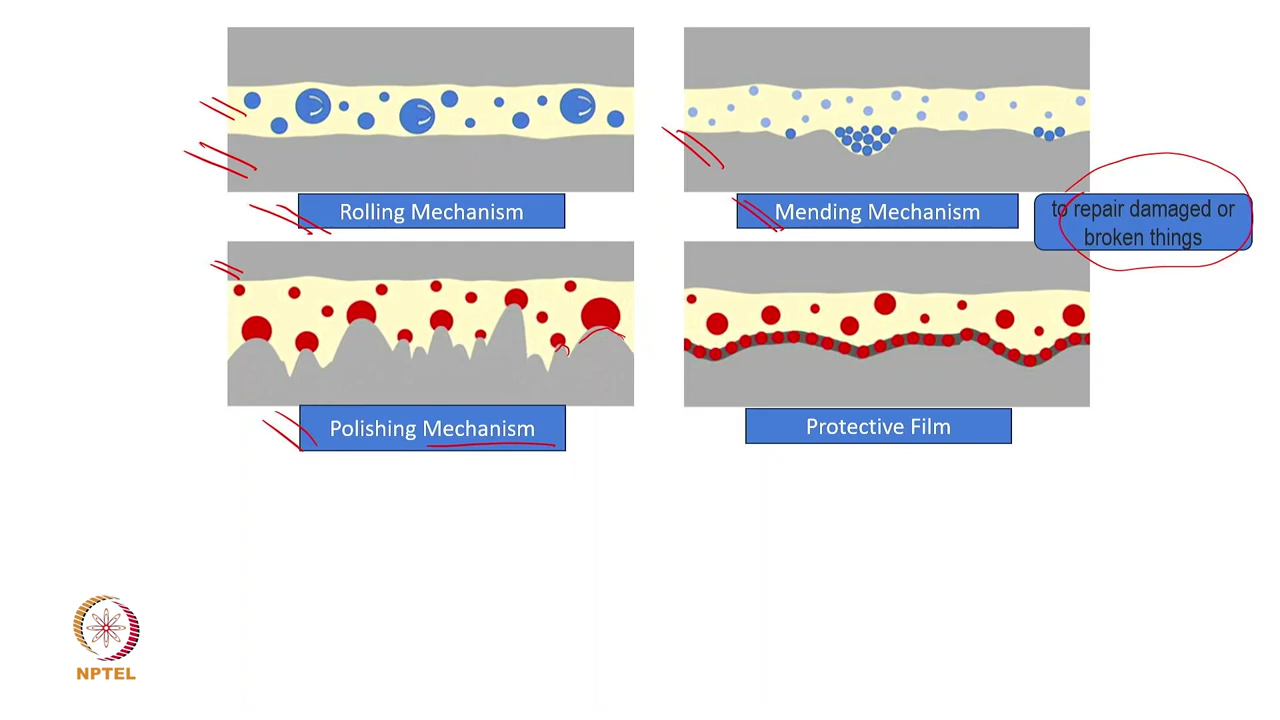 Rolling Mechanism
Mending Mechanism
to repair damaged or
broken things
Polishing Mechanism
Protective Film
NPTEL